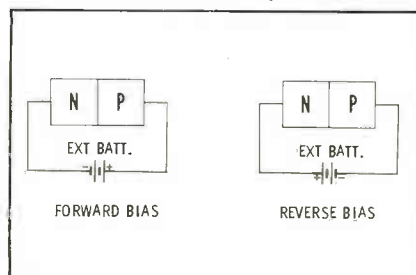 N P
EXT BATT.
− +
FORWARD BIAS
N P
EXT BATT.
+ −
REVERSE BIAS